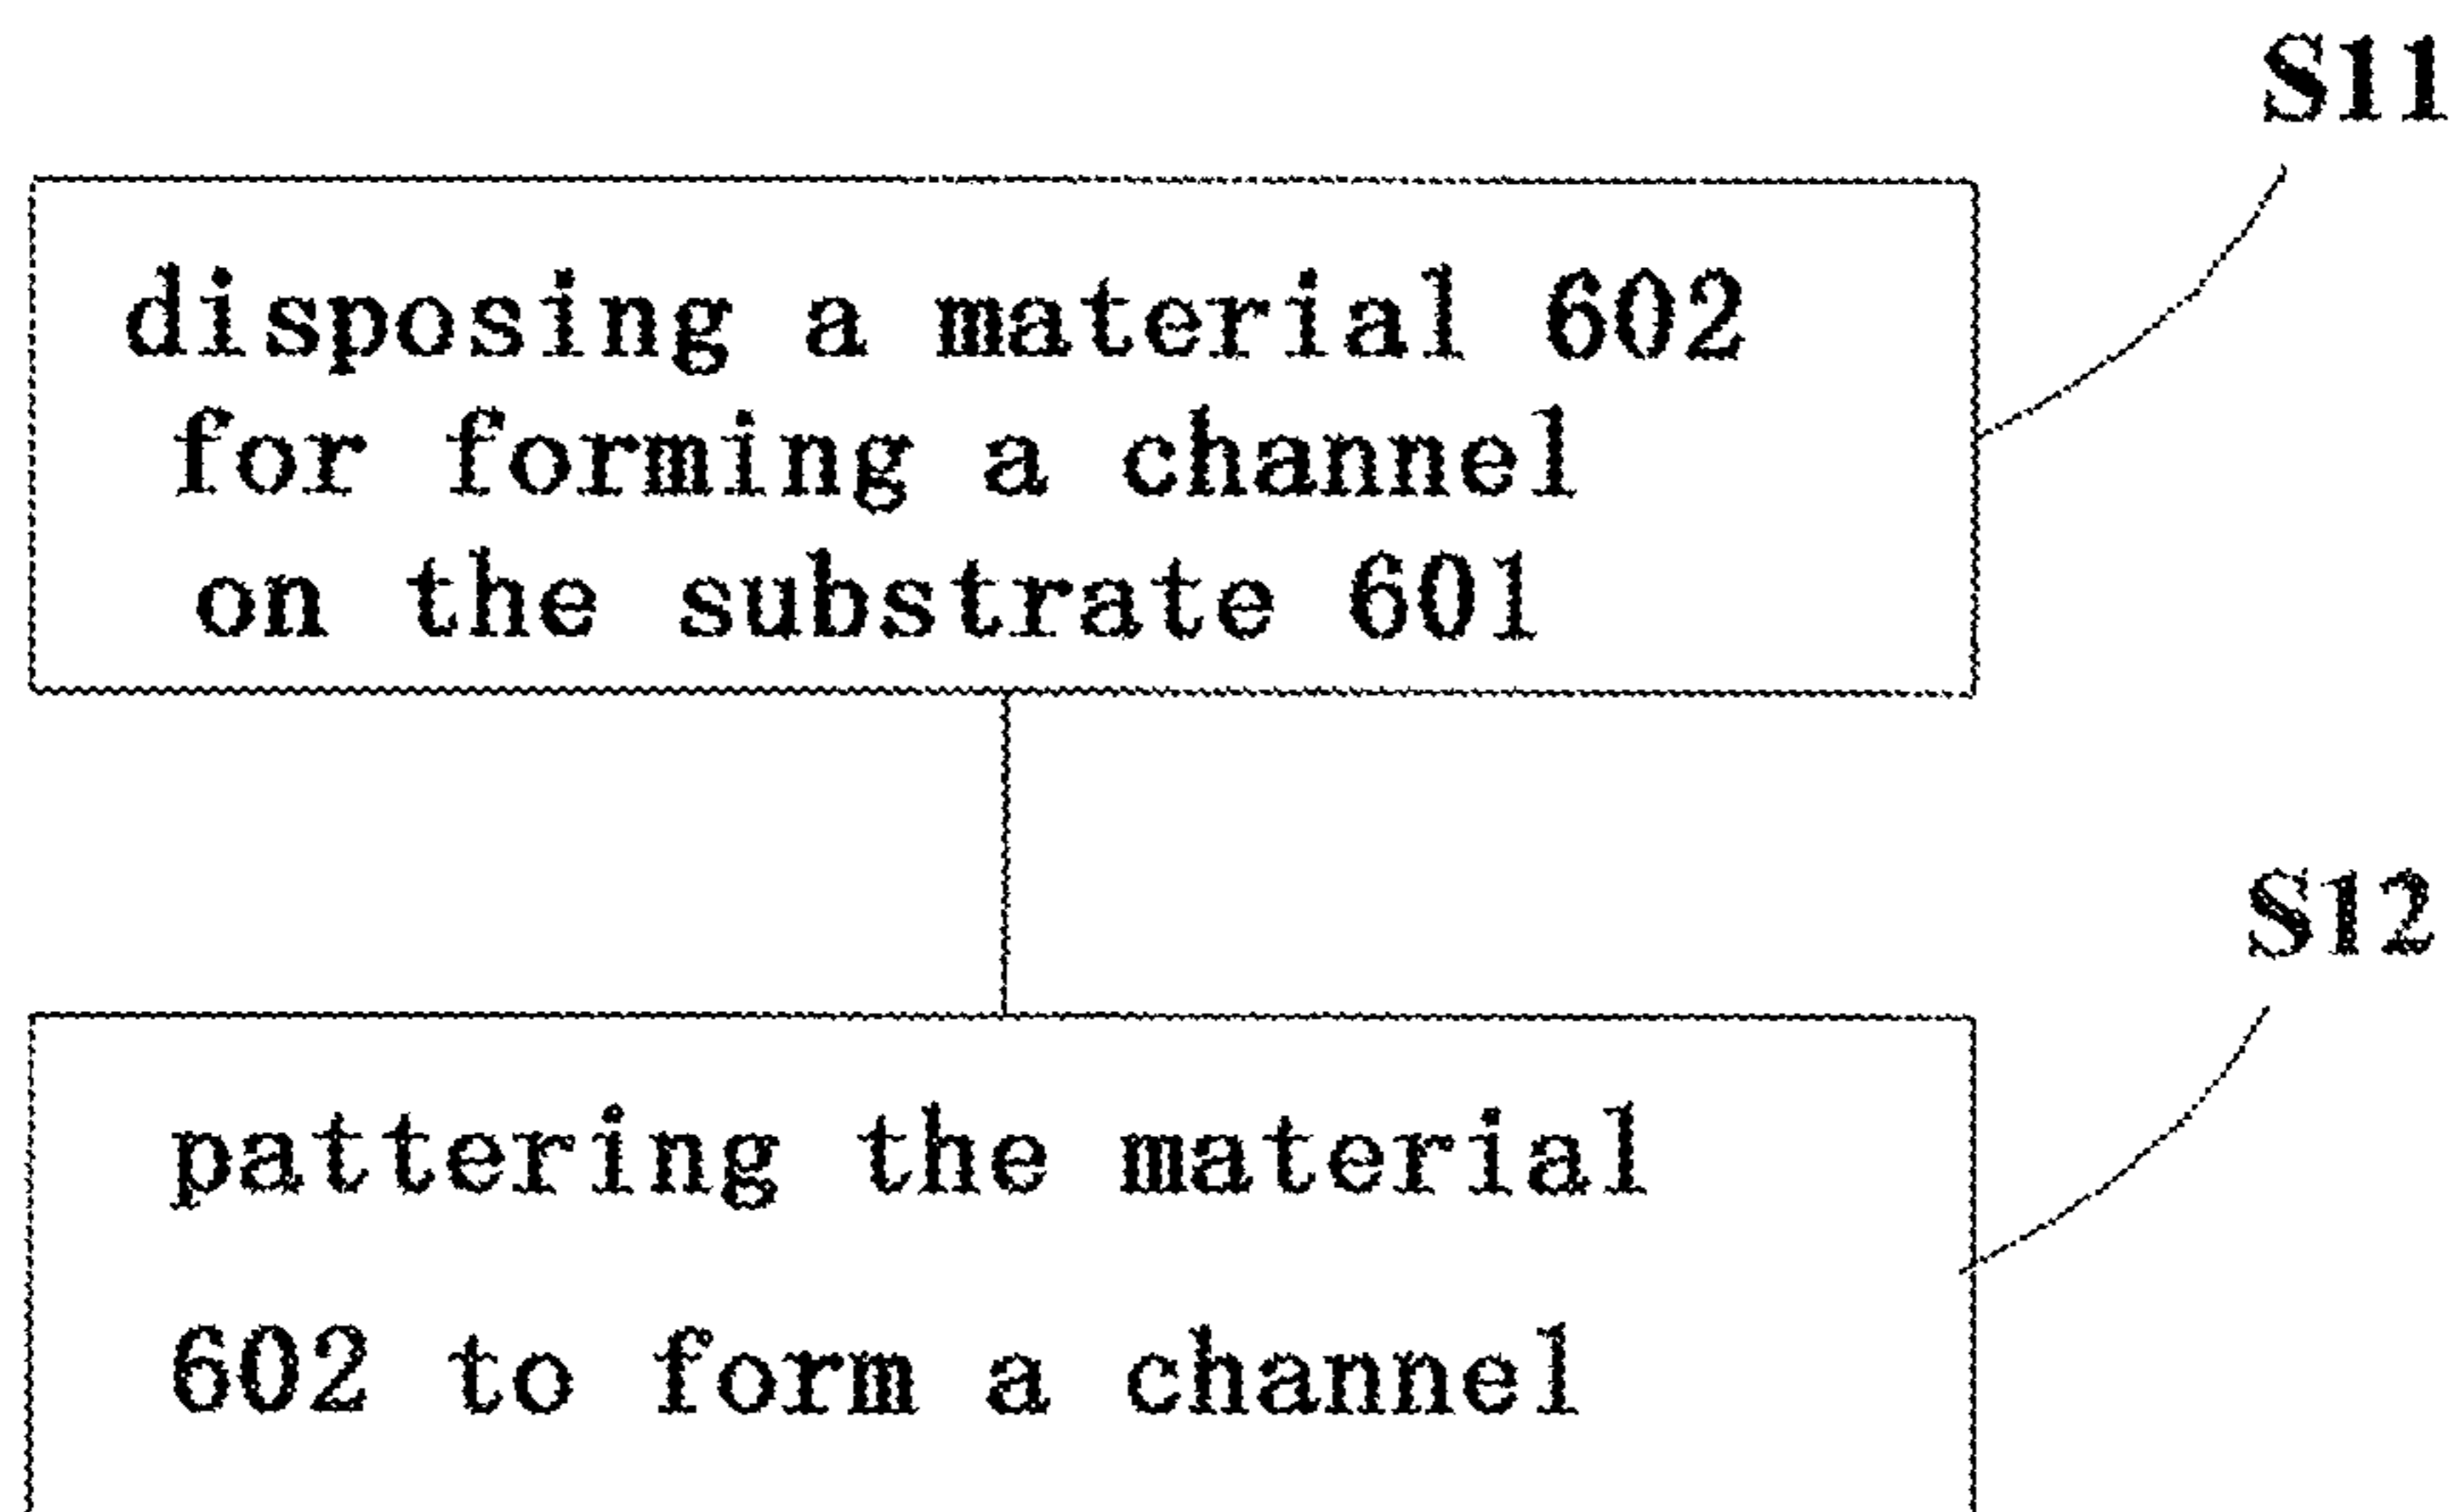 S11
disposing a material 602
for forming a channel
on the substrate 601
S12
pattering the material
602 to form a channel